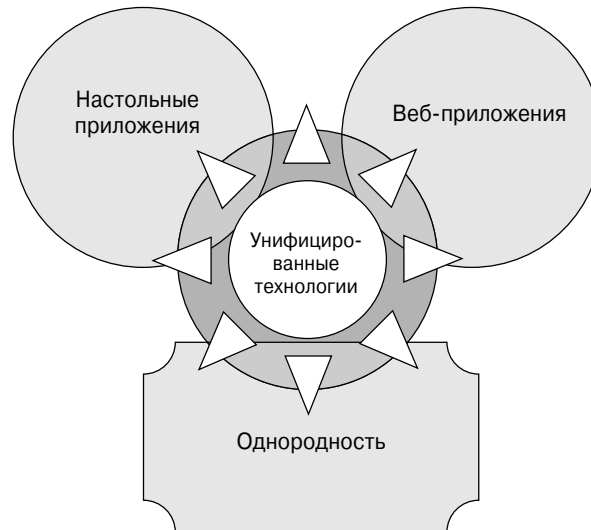 Настольные
приложения
Веб-приложения
Унифициро-
ванные
технологии
Однородность